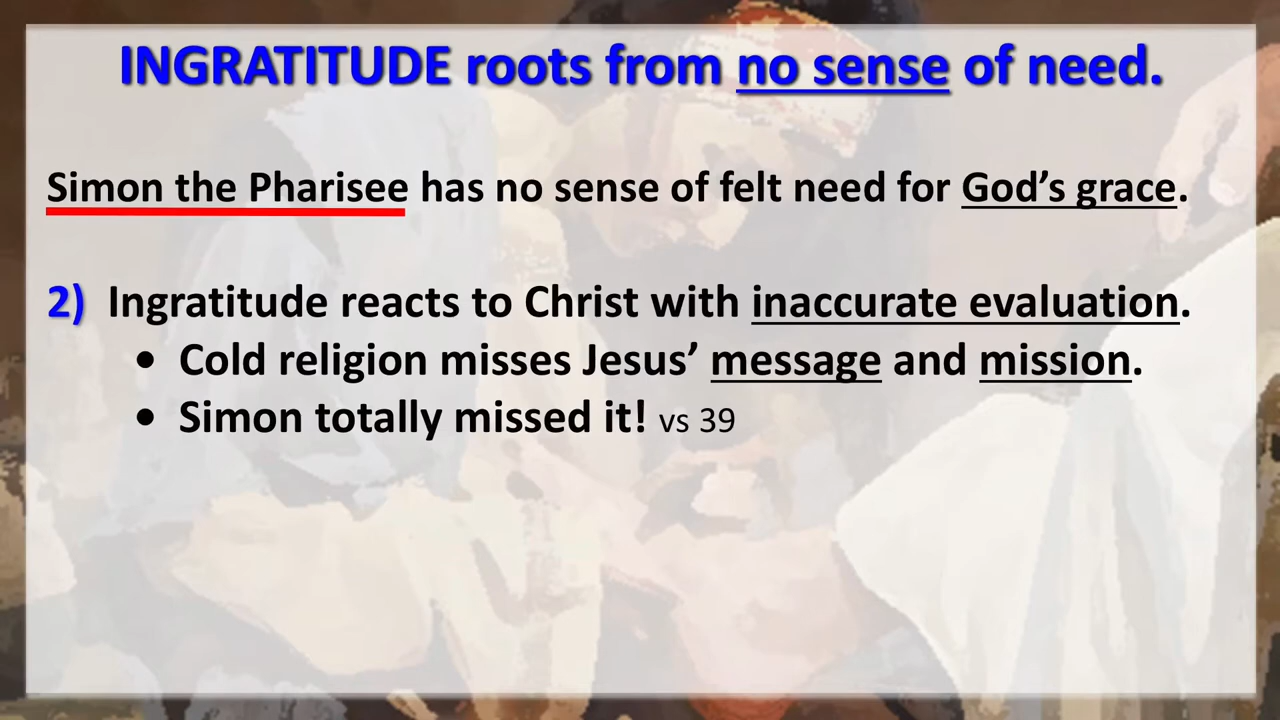 INGRATITUDE roots from no sense of need.
Simon the Pharisee has no sense of felt need for God’s grace.
2) Ingratitude reacts to Christ with inaccurate evaluation.
• Cold religion misses Jesus’ message and mission.
• Simon totally missed it! vs 39